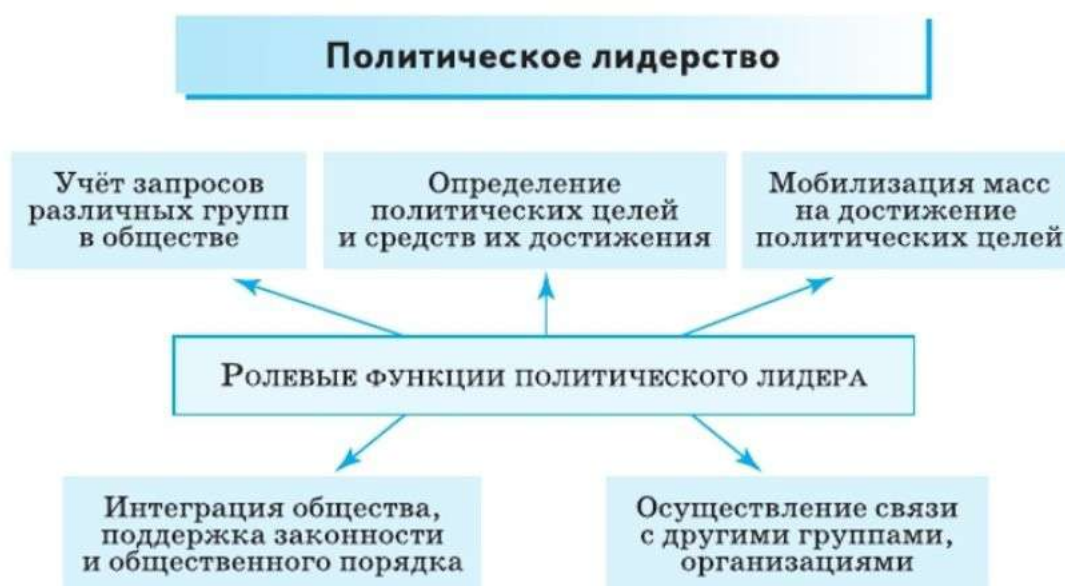 Политическое лидерство
Учёт запросов
различных групп
в обществе
Определение
политических целей
и средств их достижения
Мобилизация масс
на достижение
политических целей
Ролевые функции политического лидера
Интеграция общества,
поддержка законности
и общественного порядка
Осуществление связи
с другими группами,
организациями